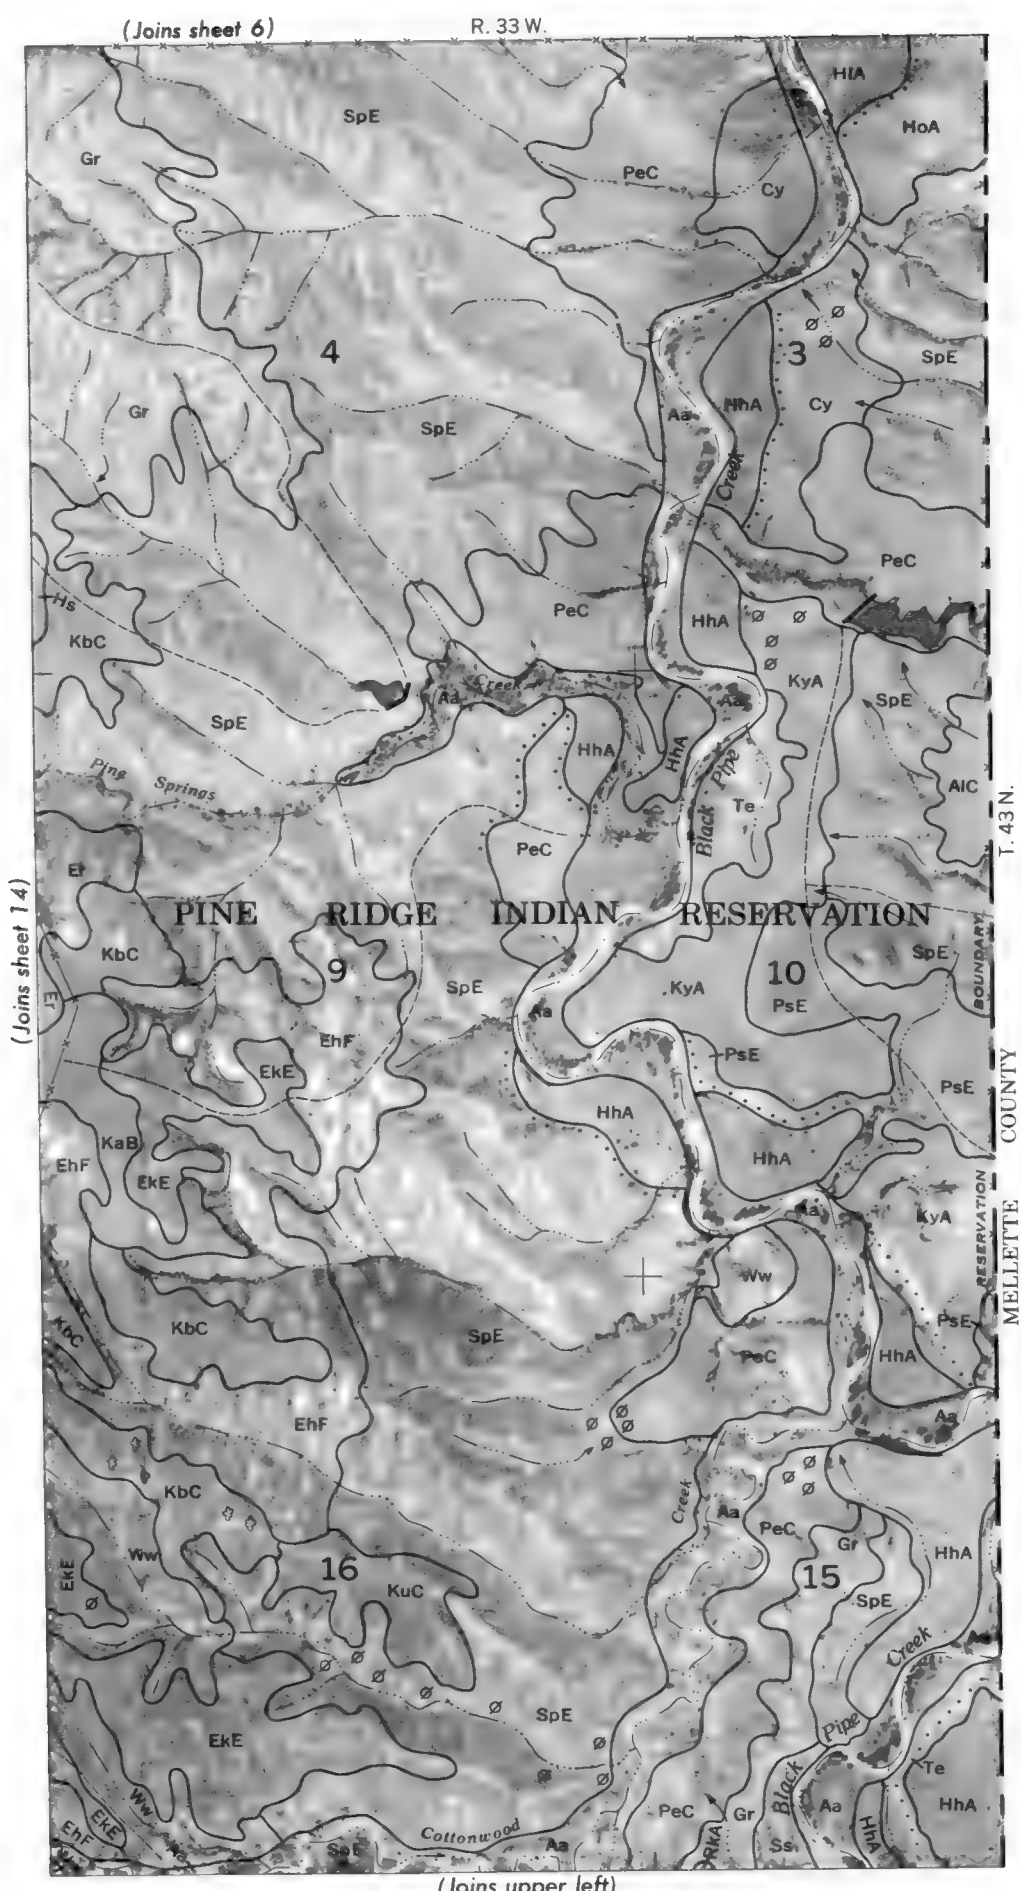 (Joins sheet 6)
R. 33 W.
HlA
SpE
HoA
Gr
PeC
Cy
4
3
SpE
Gr
Aa
HhA
Cy
SpE
Creek
PeC
Hs
PeC
HhA
KbC
KyA
Creek
Aa
Aa
SpE
SpE
HhA
HhA
Pine
Springs
Black Pipe
Te
AlC
T. 43 N.
PeC
(Joins sheet 14)
PINE RIDGE INDIAN RESERVATION
KbC
9
SpE
10
SpE
BOUNDARY
KyA
PsE
Aa
EhF
EkE
PsE
PsE
HhA
KaB
HhA
EhF
EkE
RESERVATION
MELLETTE COUNTY
Aa
KyA
Ww
KbC
KbC
SpE
PeC
PsE
HhA
EhF
Aa
KbC
Creek
Aa
PeC
Gr
HhA
Ww
EkE
16
KuC
15
SpE
Creek
SpE
EkE
Pipe
Te
Ww
Black
PeC
Gr
Aa
HhA
EkE
EhF
Cottonwood
SpE
Aa
Ss
HhA
(Joins upper left)